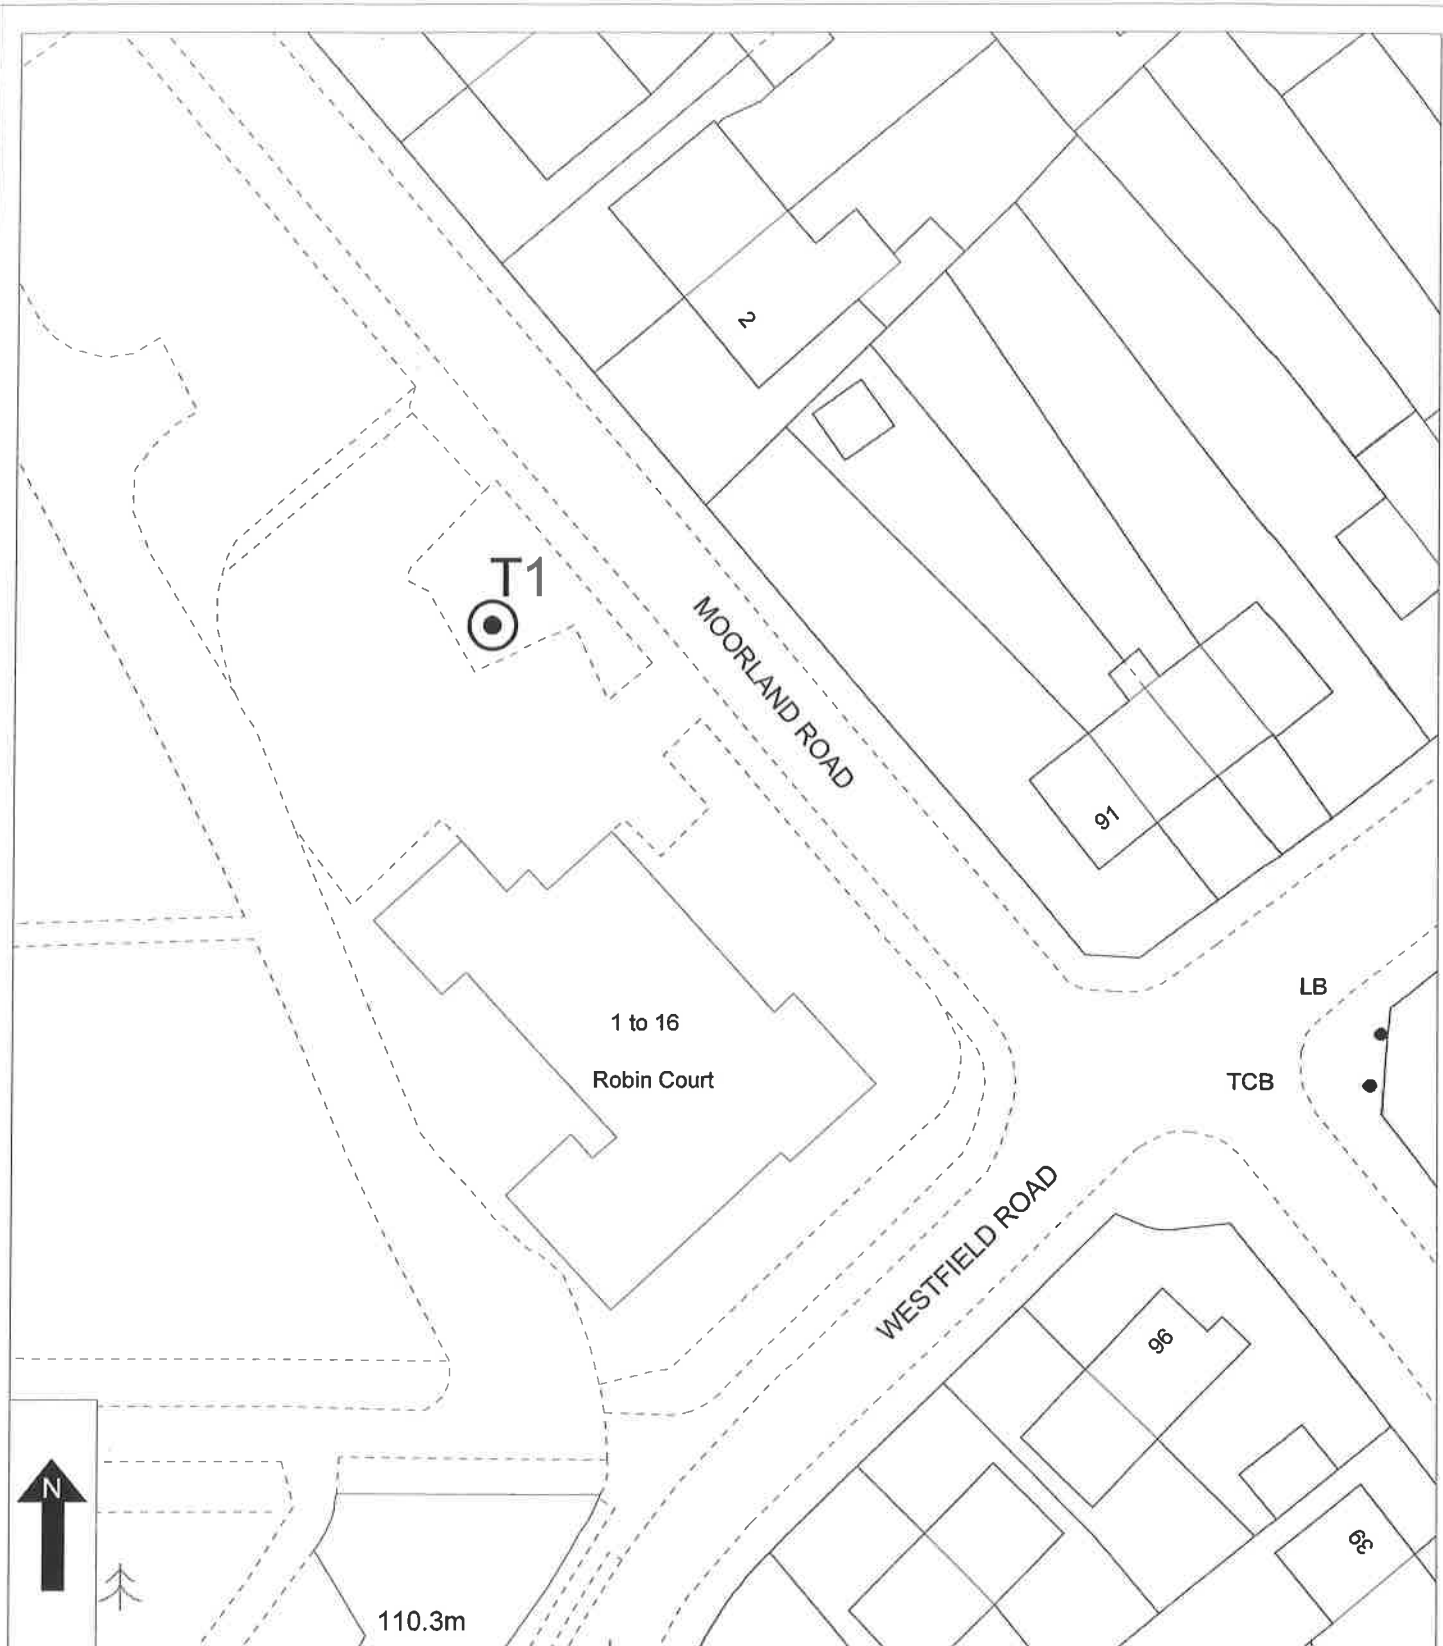 2
T1
MOORLAND ROAD
91
LB
1 to 16
Robin Court
TCB
WESTFIELD ROAD
96
N
39
110.3m